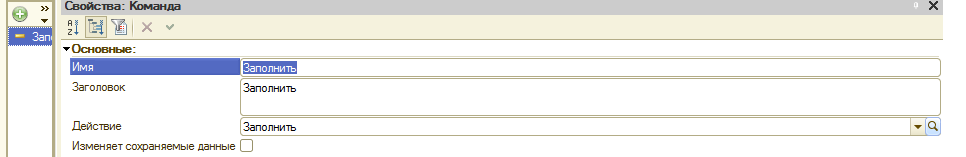 Свойства: Команда
Запо
Основные:
Имя
Заполнить
Заголовок
Заполнить
Действие
Заполнить
Изменяет сохраняемые данные